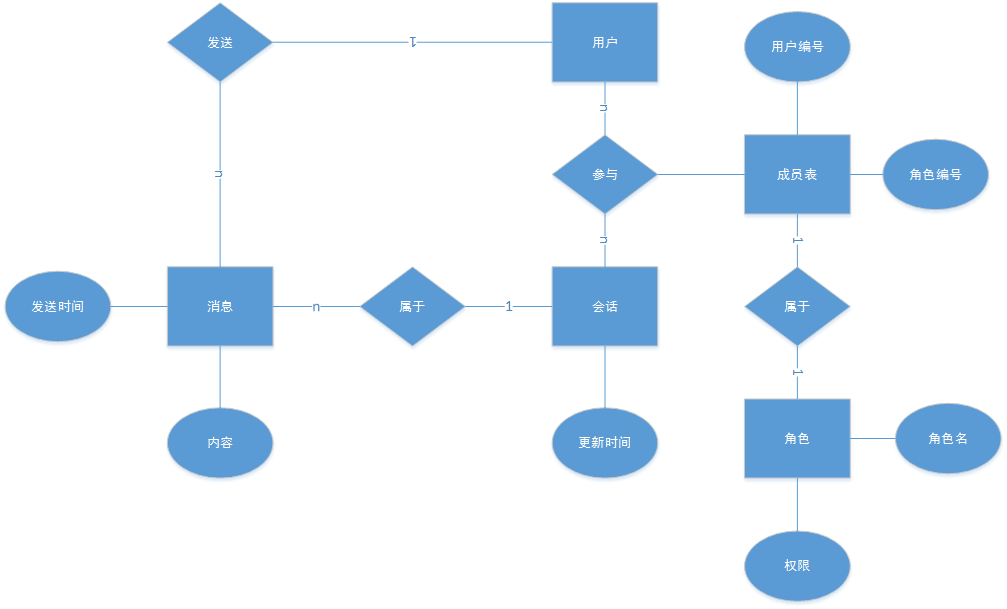 发送
1
用户
用户编号
n
n
参与
成员表
角色编号
n
1
发送时间
消息
n
属于
1
会话
属于
1
内容
更新时间
角色
角色名
权限